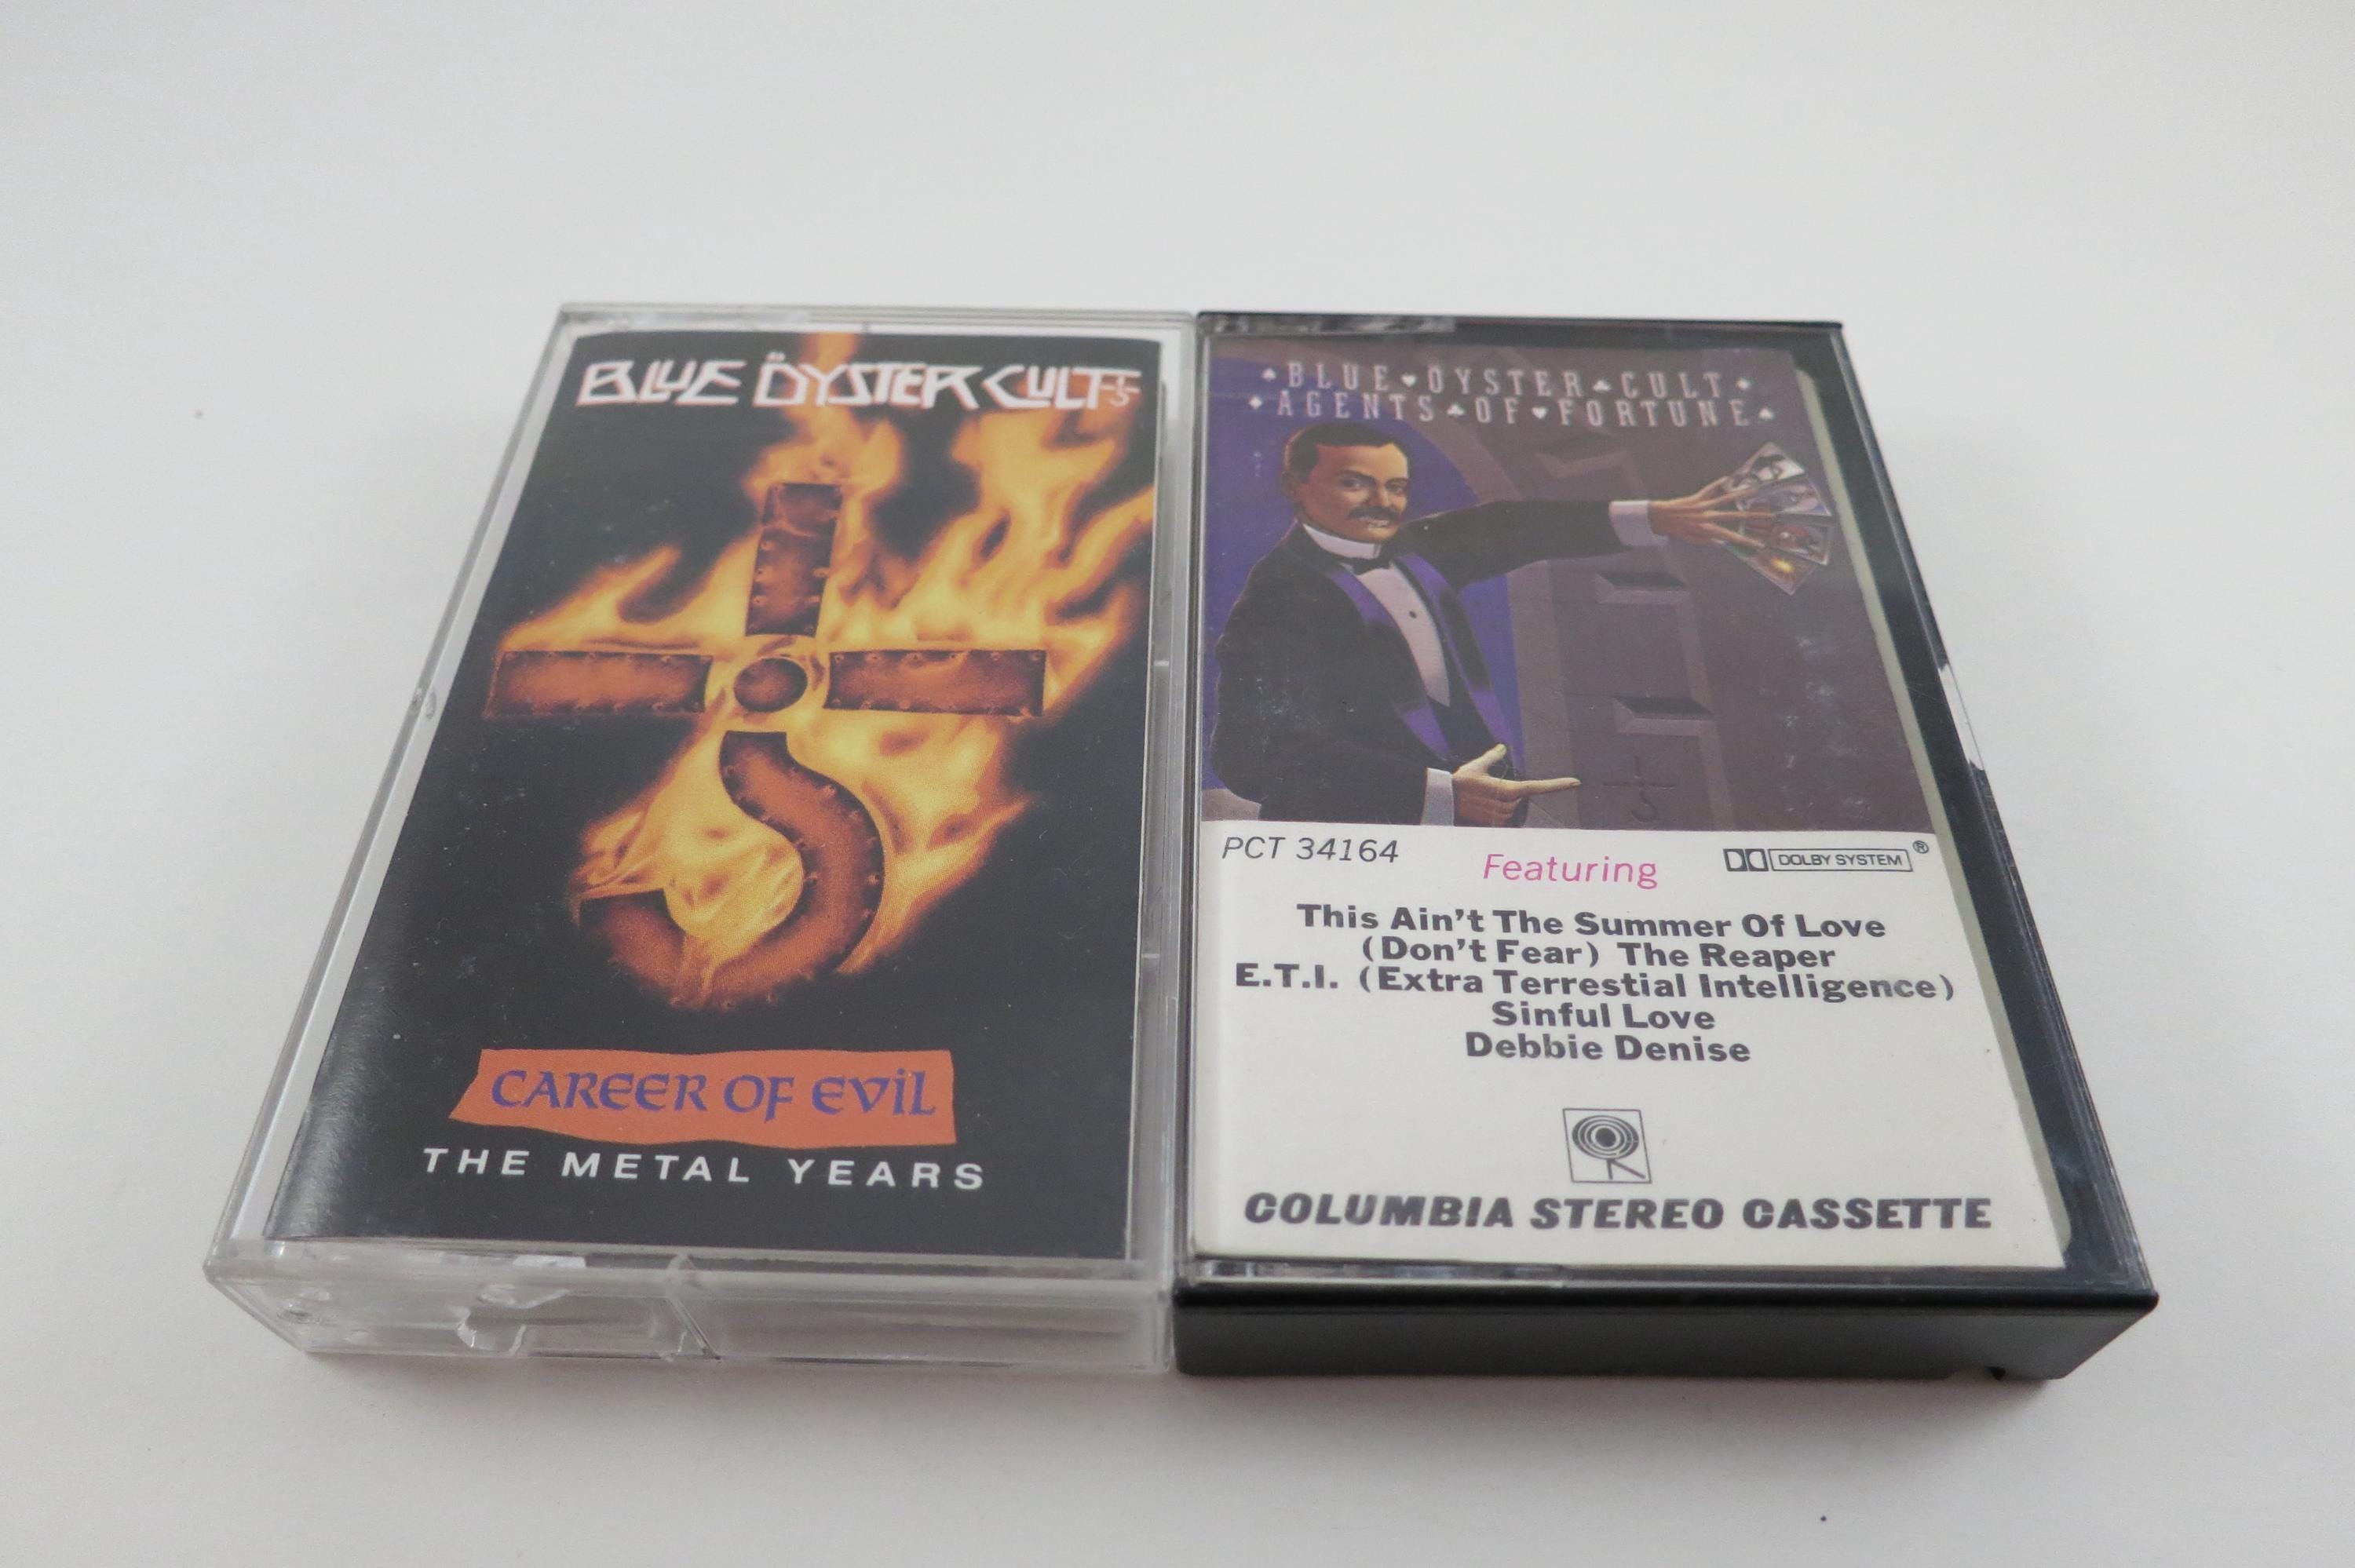 BLUE ÖYSTER CULT
CAREER OF EVIL
THE METAL YEARS
BLUE ÖYSTER CULT
AGENTS OF FORTUNE
PCT 34164
Featuring
DOLBY SYSTEM®
This Ain't The Summer Of Love
(Don't Fear) The Reaper
E.T.I. (Extra Terrestial Intelligence)
Sinful Love
Debbie Denise
COLUMBIA STEREO CASSETTE